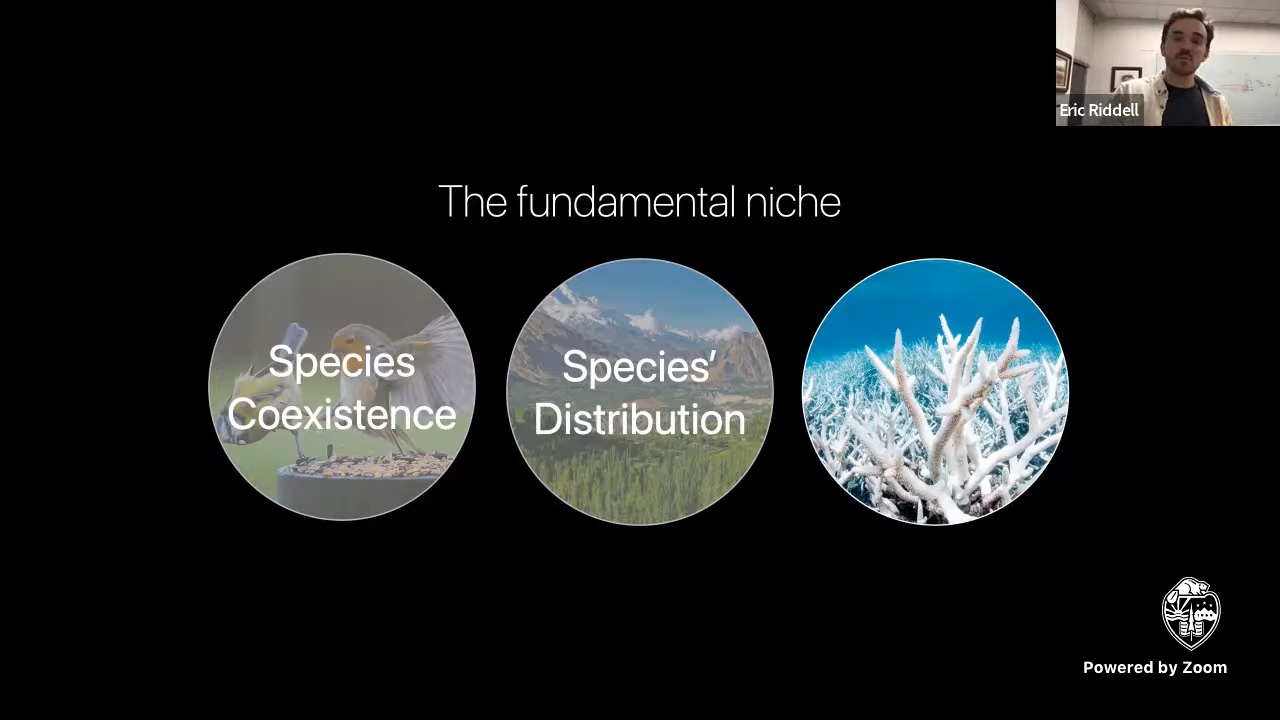 Eric Riddell
The fundamental niche
Species
Coexistence
Species’
Distribution
Powered by Zoom